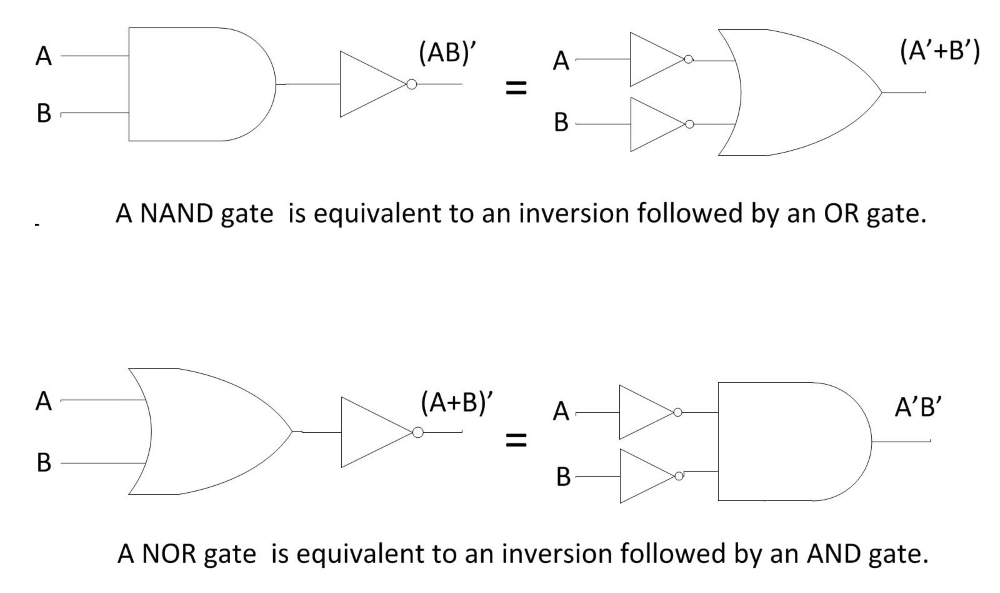 A
B
(AB)’
=
A
B
(A’+B’)
A NAND gate  is equivalent to an inversion followed by an OR gate.
A
B
(A+B)’
=
A
B
A’B’
A NOR gate  is equivalent to an inversion followed by an AND gate.